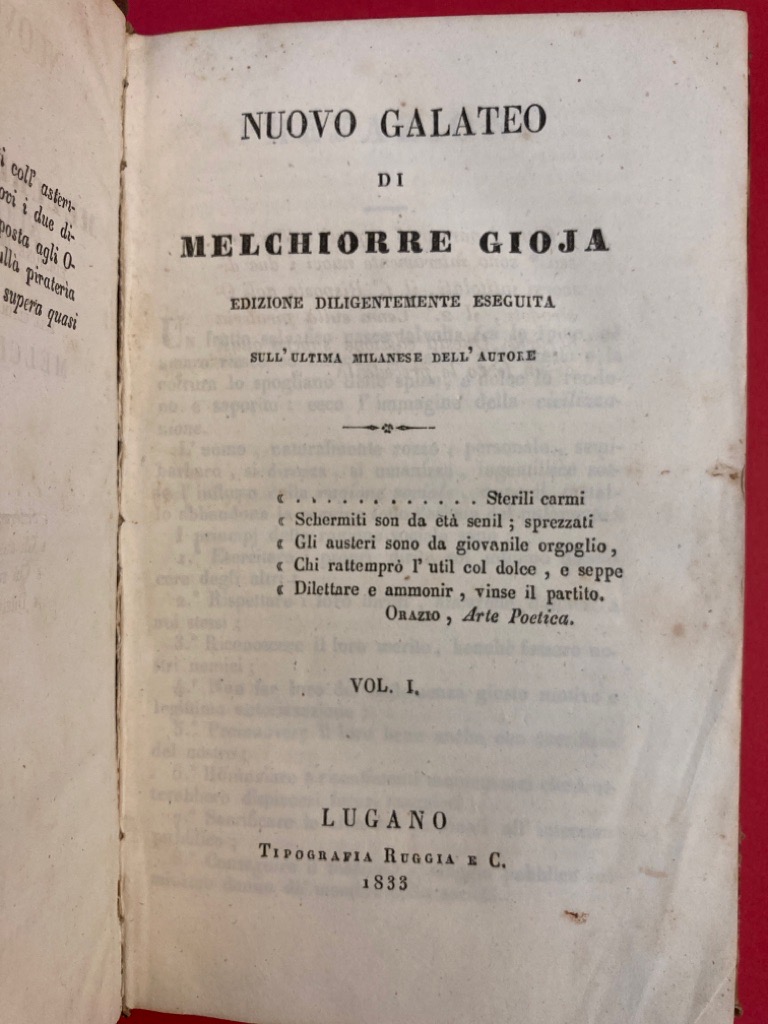 i coll' asteri-
ovi i due di-
posta agli O-
ulla pirateria
supera quasi
NUOVO GALATEO
DI
MELCHIORRE GIOJA
EDIZIONE DILIGENTEMENTE ESEGUITA
SULL'ULTIMA MILANESE DELL'AUTORE
« . . . . . . . . . . . . Sterili carmi
« Schermiti son da età senil ; sprezzati
« Gli austeri sono da giovanile orgoglio ,
« Chi rattemprò l' util col dolce , e seppe
« Dilettare e ammonir , vinse il partito.
ORAZIO , Arte Poetica.
VOL. I.
LUGANO
TIPOGRAFIA RUGGIA E C.
1833